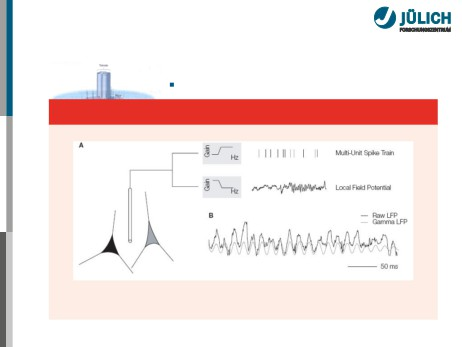 JÜLICH
FORSCHUNGSZENTRUM
A
Gain
Hz
Multi-Unit Spike Train
Gain
Hz
Local Field Potential
B
Raw LFP
Gamma LFP
50 ms